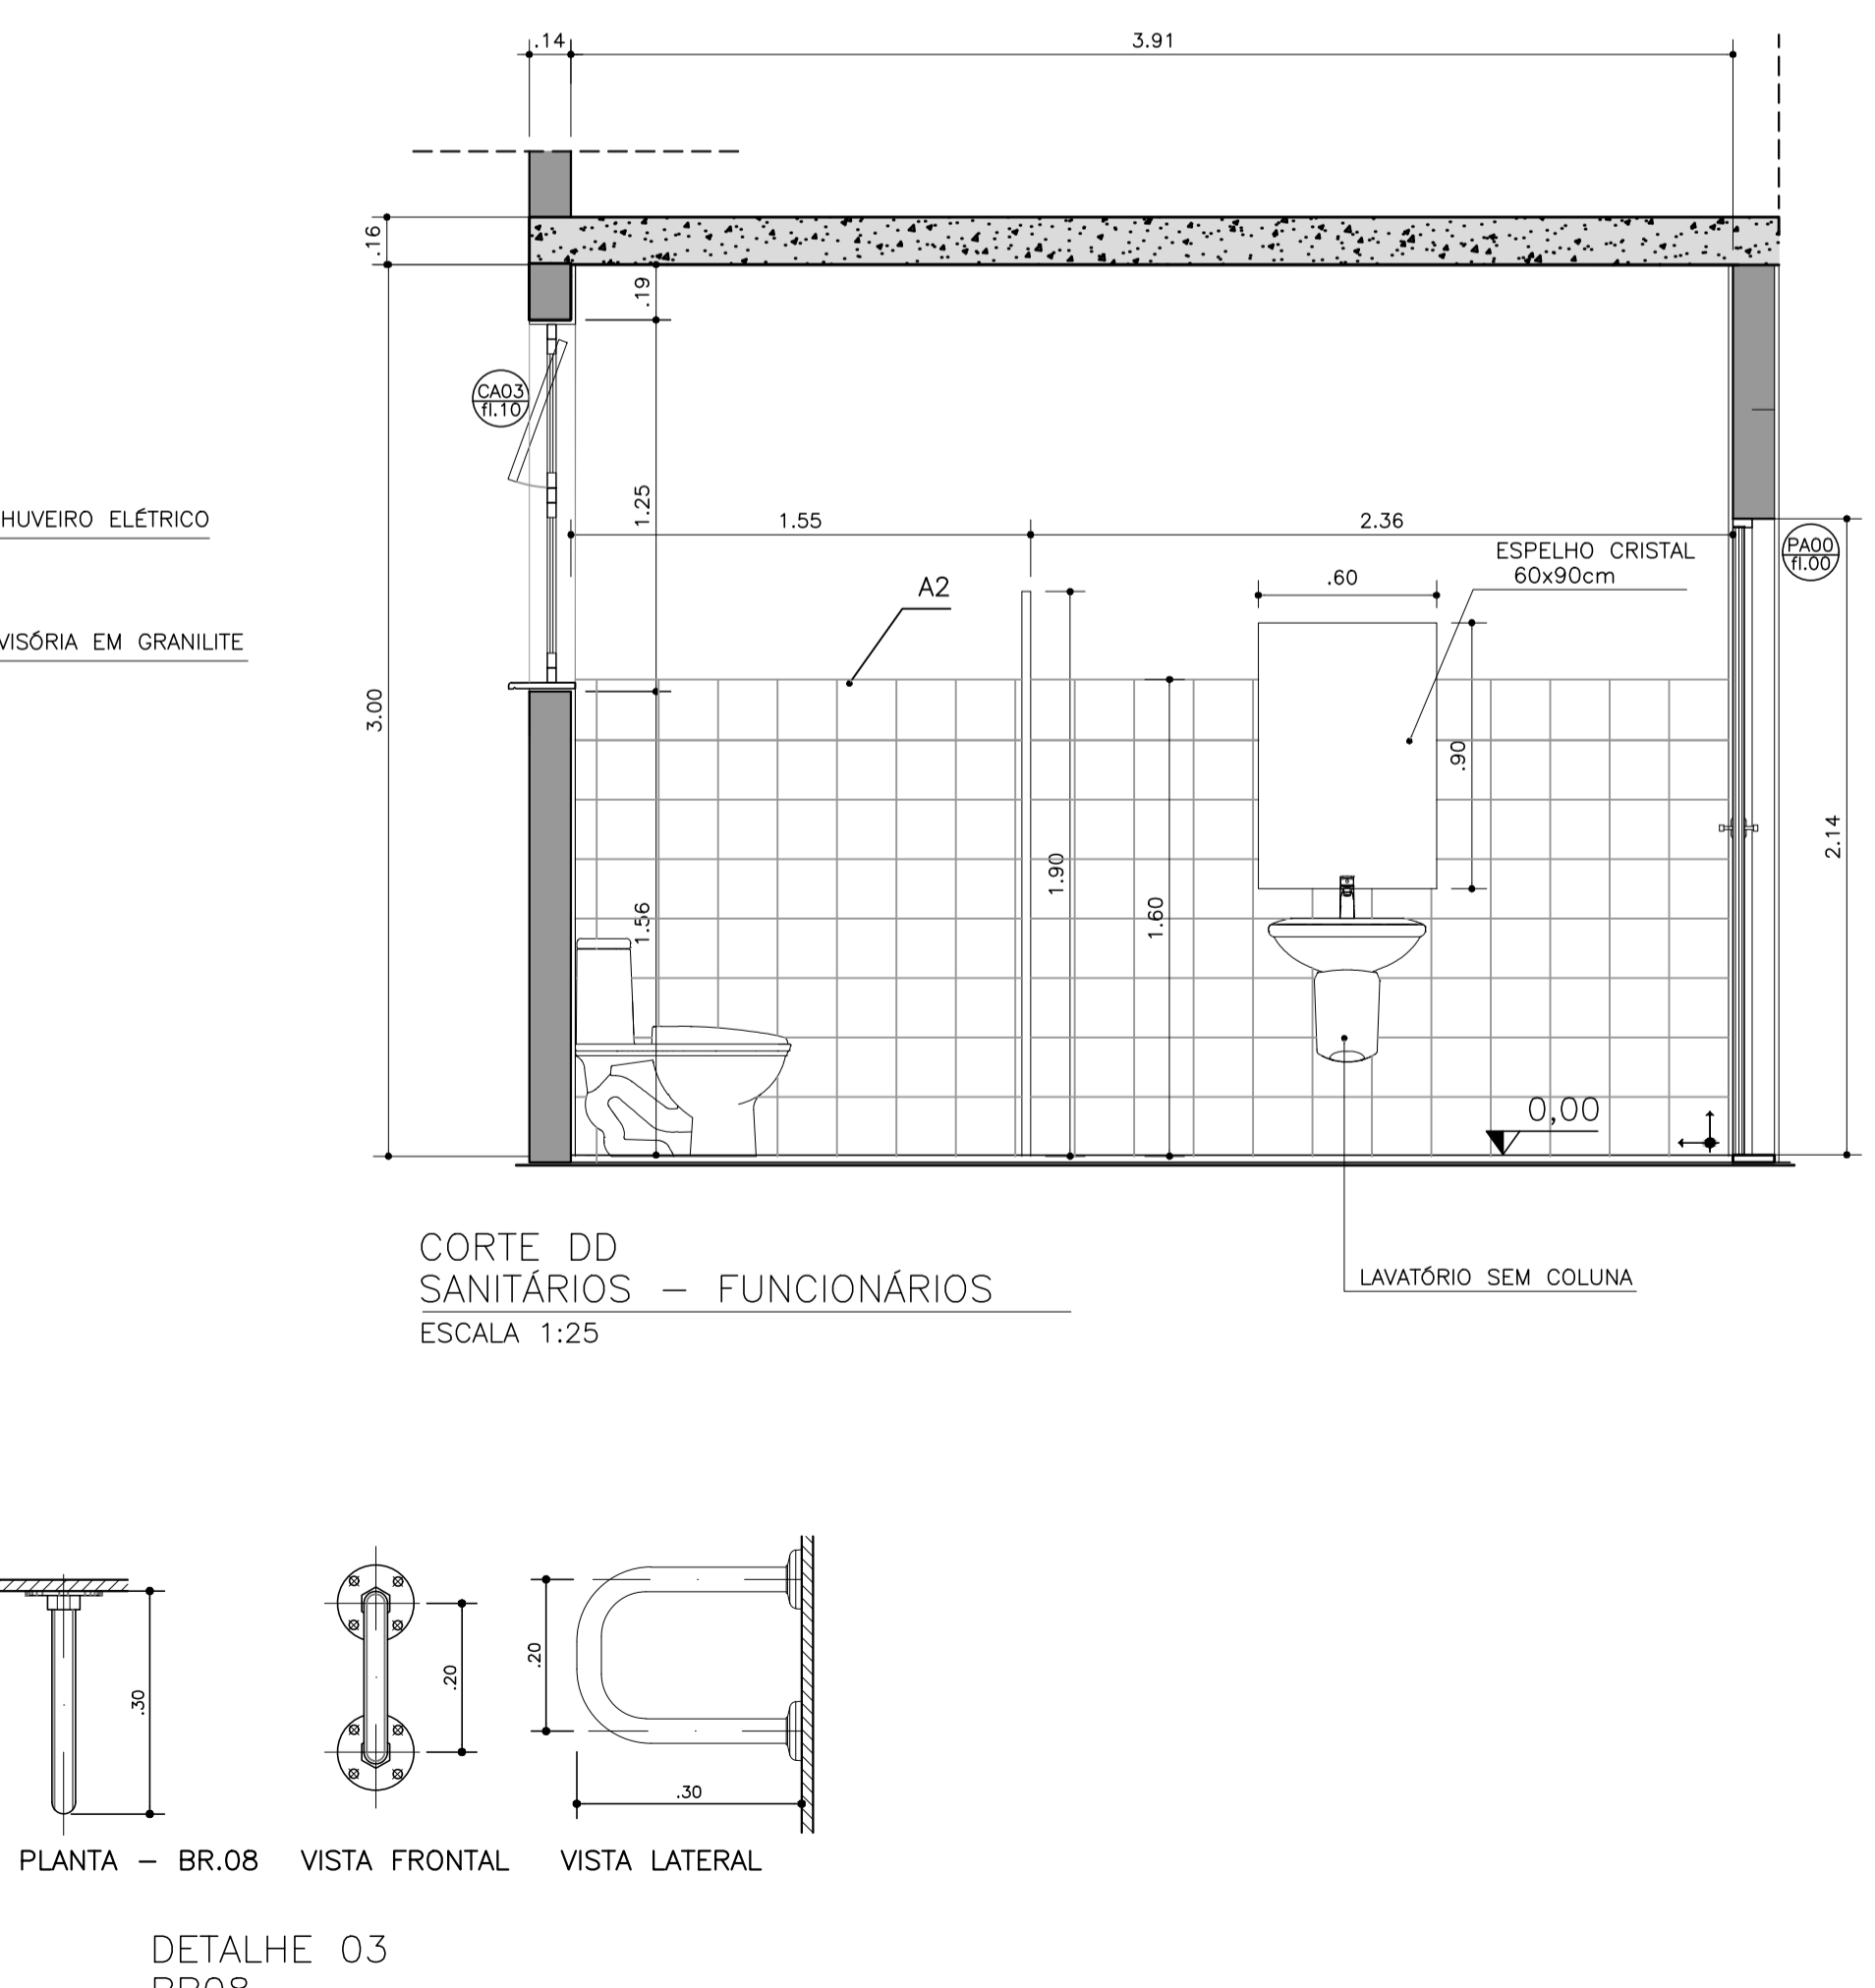 .14
3.91
.16
.19
CA03
fl.10
1.25
HUVEIRO ELÉTRICO
1.55
2.36
ESPELHO CRISTAL
60x90cm
PA00
fl.00
A2
.60
VISÓRIA EM GRANILITE
3.00
.90
2.14
1.90
1.56
1.60
0,00
CORTE DD
SANITÁRIOS – FUNCIONÁRIOS
ESCALA 1:25
LAVATÓRIO SEM COLUNA
.30
.20
.20
.30
PLANTA – BR.08
VISTA FRONTAL
VISTA LATERAL
DETALHE 03